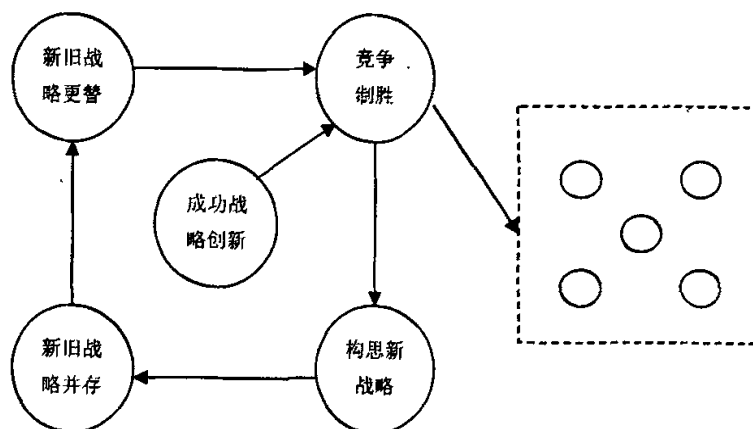 新旧战
略更替
竞争
制胜
成功战
略创新
新旧战
略并存
构思新
战略